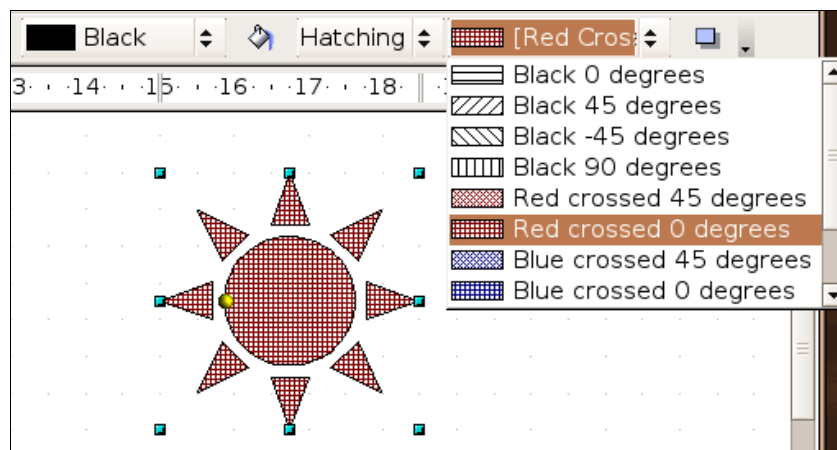 Black Hatching [Red Cros
3 14 15 16 17 18
Black 0 degrees
Black 45 degrees
Black -45 degrees
Black 90 degrees
Red crossed 45 degrees
Red crossed 0 degrees
Blue crossed 45 degrees
Blue crossed 0 degrees